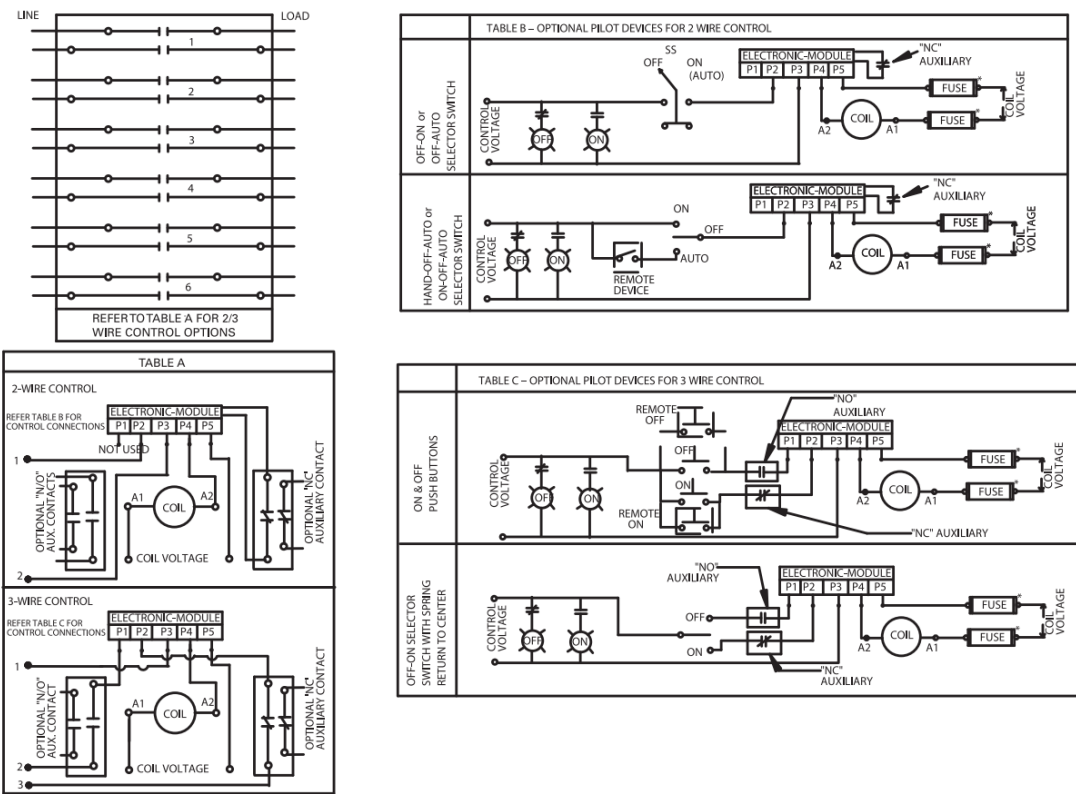 LINE
LOAD
1
2
3
4
5
6
REFER TO TABLE A FOR 2/3
WIRE CONTROL OPTIONS
TABLE A
2-WIRE CONTROL
REFER TABLE B FOR
CONTROL CONNECTIONS
ELECTRONIC-MODULE
P1 P2 P3 P4 P5
NOT USED
1
OPTIONAL "N/O"
AUX. CONTACTS
A1
COIL
A2
OPTIONAL "NC"
AUXILIARY CONTACT
COIL VOLTAGE
2
3-WIRE CONTROL
REFER TABLE C FOR
CONTROL CONNECTIONS
ELECTRONIC-MODULE
P1 P2 P3 P4 P5
1
OPTIONAL "N/O"
AUX. CONTACT
A1
COIL
A2
OPTIONAL "NC"
AUXILIARY CONTACT
COIL VOLTAGE
2
3
TABLE B – OPTIONAL PILOT DEVICES FOR 2 WIRE CONTROL
OFF-ON or
OFF-AUTO
SELECTOR SWITCH
CONTROL
VOLTAGE
OFF
ON
SS
OFF
ON
(AUTO)
ELECTRONIC-MODULE
P1 P2 P3 P4 P5
"NC"
AUXILIARY
FUSE*
A2
COIL
A1
FUSE*
COIL
VOLTAGE
HAND-OFF-AUTO or
ON-OFF-AUTO
SELECTOR SWITCH
CONTROL
VOLTAGE
OFF
ON
REMOTE
DEVICE
ON
OFF
AUTO
ELECTRONIC-MODULE
P1 P2 P3 P4 P5
"NC"
AUXILIARY
FUSE*
A2
COIL
A1
FUSE*
COIL
VOLTAGE
TABLE C – OPTIONAL PILOT DEVICES FOR 3 WIRE CONTROL
ON & OFF
PUSH BUTTONS
CONTROL
VOLTAGE
OFF
ON
REMOTE
OFF
OFF
ON
REMOTE
ON
"NO"
AUXILIARY
ELECTRONIC-MODULE
P1 P2 P3 P4 P5
FUSE*
A2
COIL
A1
FUSE*
COIL
VOLTAGE
"NC" AUXILIARY
OFF-ON SELECTOR
SWITCH WITH SPRING
RETURN TO CENTER
CONTROL
VOLTAGE
OFF
ON
"NO"
AUXILIARY
OFF
ON
ELECTRONIC-MODULE
P1 P2 P3 P4 P5
FUSE*
A2
COIL
A1
FUSE*
COIL
VOLTAGE
"NC"
AUXILIARY